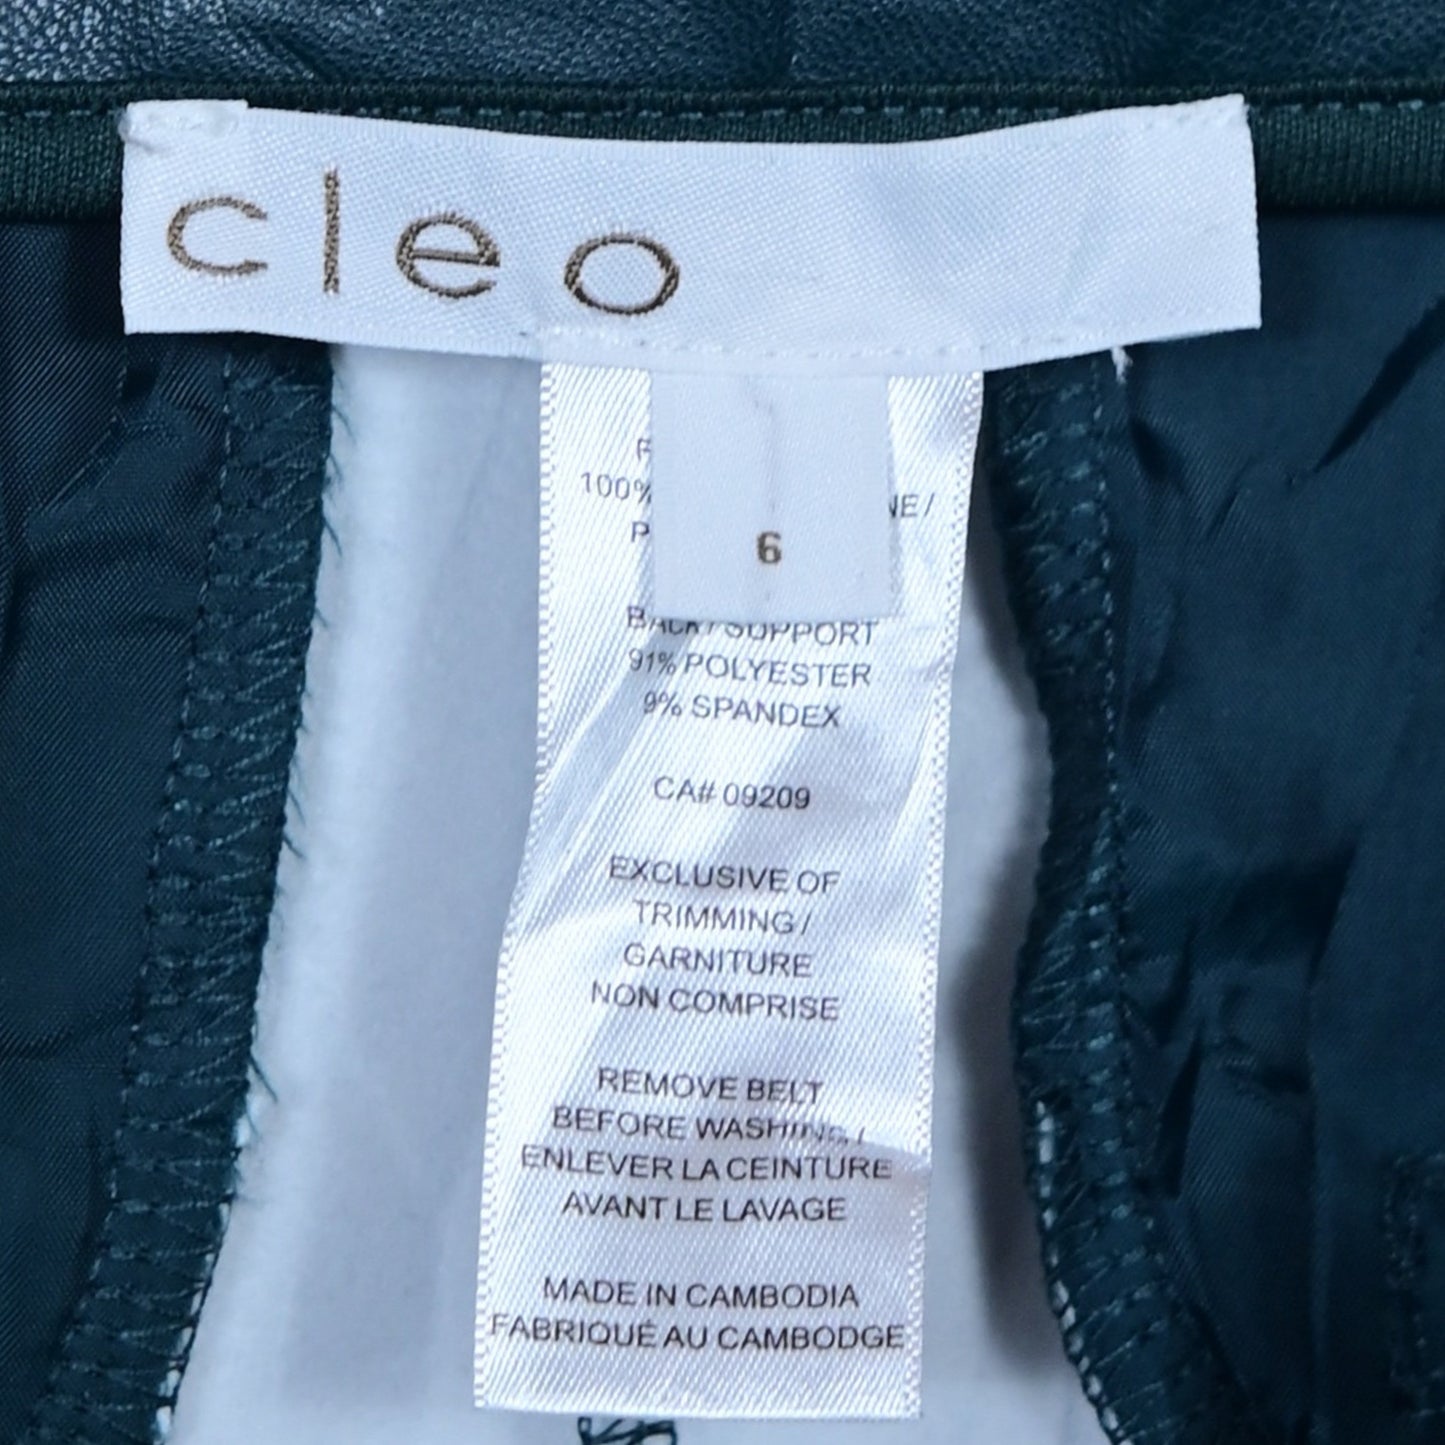 cleo
6
100%
BACK / SUPPORT
91% POLYESTER
9% SPANDEX
CA# 09209
EXCLUSIVE OF
TRIMMING /
GARNITURE
NON COMPRISE
REMOVE BELT
BEFORE WASHING /
ENLEVER LA CEINTURE
AVANT LE LAVAGE
MADE IN CAMBODIA
FABRIQUÉ AU CAMBODGE